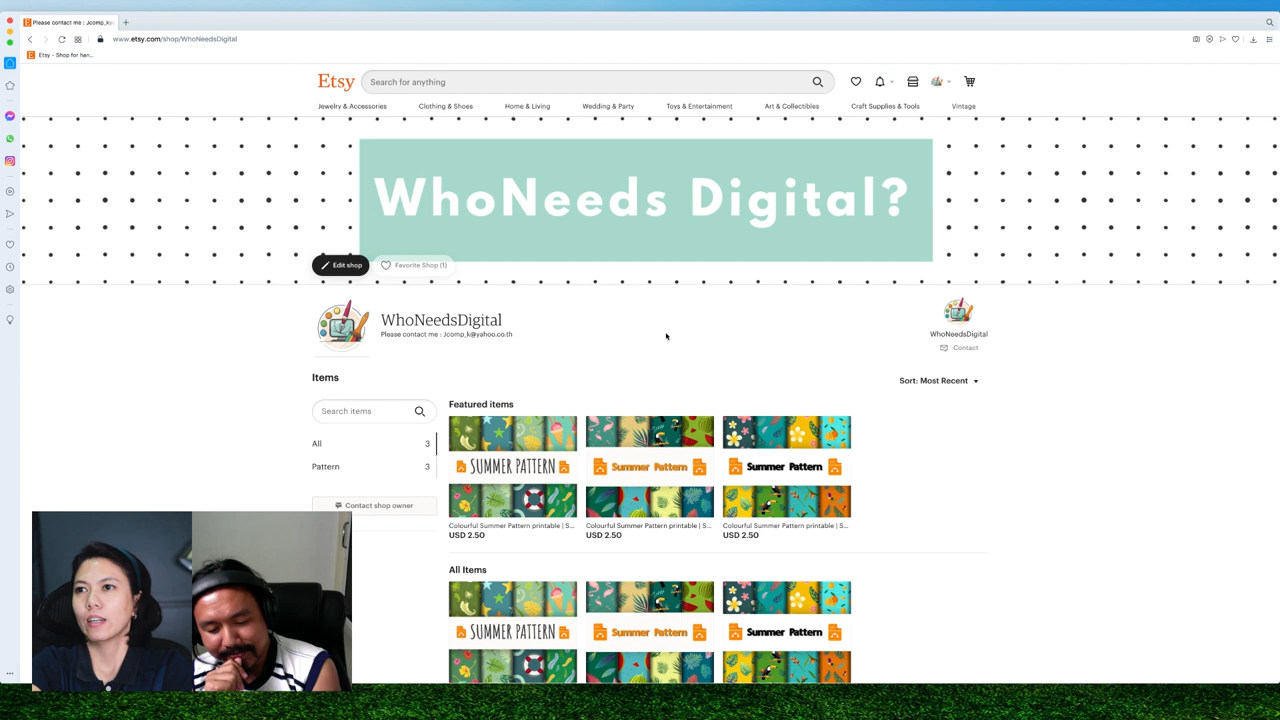 Please contact me : Jcomp_k
www.etsy.com/shop/WhoNeedsDigital
Etsy - Shop for han...
Etsy
Search for anything
Jewelry & Accessories
Clothing & Shoes
Home & Living
Wedding & Party
Toys & Entertainment
Art & Collectibles
Craft Supplies & Tools
Vintage
WhoNeeds Digital?
Edit shop
Favorite Shop (1)
WhoNeedsDigital
Please contact me : Jcomp_k@yahoo.co.th
WhoNeedsDigital
Contact
Items
Sort: Most Recent
Search items
All 3
Pattern 3
Contact shop owner
Featured items
SUMMER PATTERN
Summer Pattern
Summer Pattern
Colourful Summer Pattern printable | S...
Colourful Summer Pattern printable | S...
Colourful Summer Pattern printable | S...
USD 2.50
USD 2.50
USD 2.50
All Items
SUMMER PATTERN
Summer Pattern
Summer Pattern